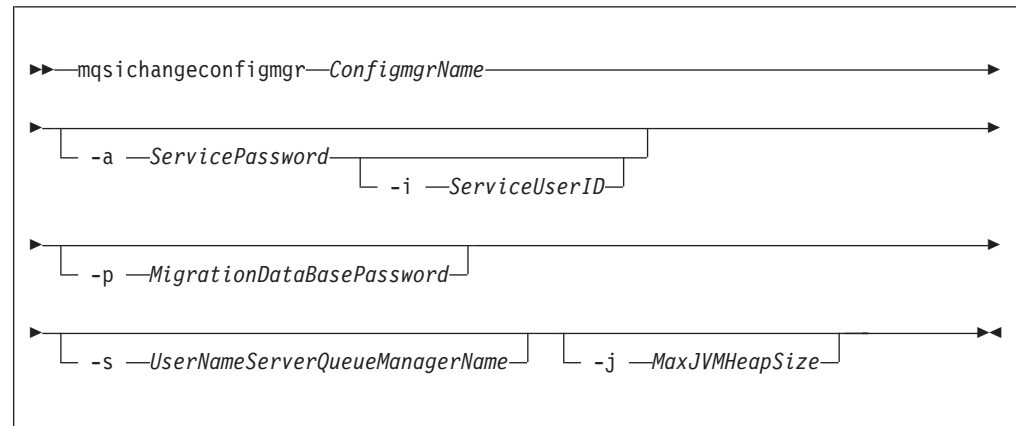 mqsichangeconfigmgr ConfigmgrName
-a ServicePassword
-i ServiceUserID
-p MigrationDataBasePassword
-s UserNameServerQueueManagerName -j MaxJVMHeapSize